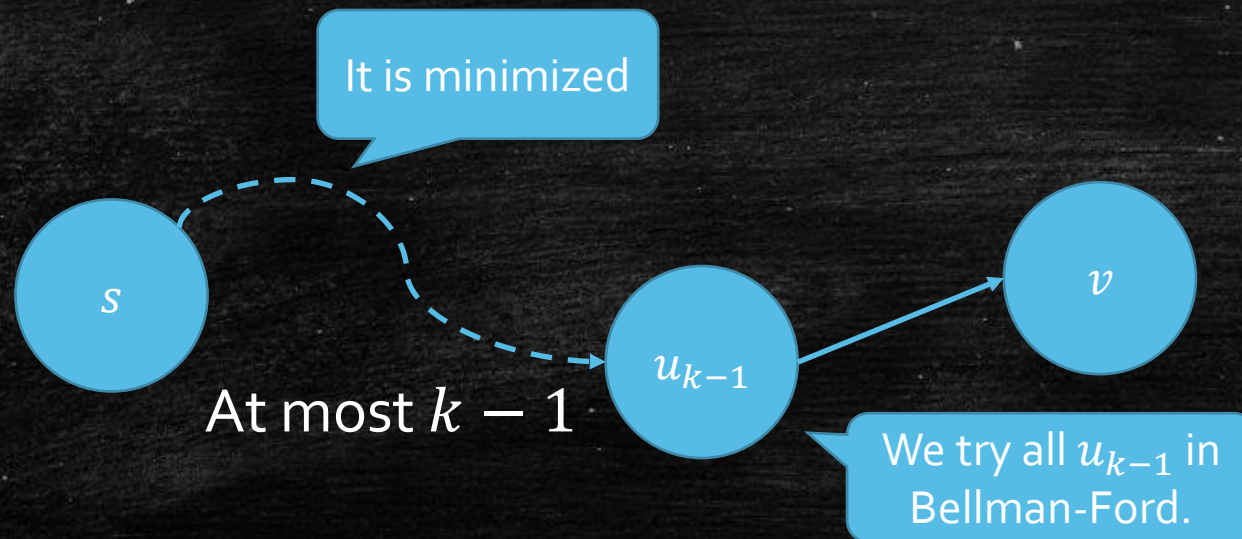 It is minimized
s
v
u_{k−1}
At most k − 1
We try all u_{k−1} in
Bellman-Ford.